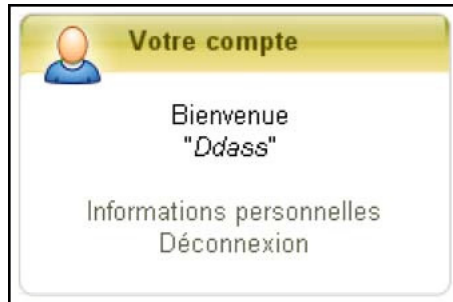 Votre compte
Bienvenue
"Ddass"
Informations personnelles
Déconnexion